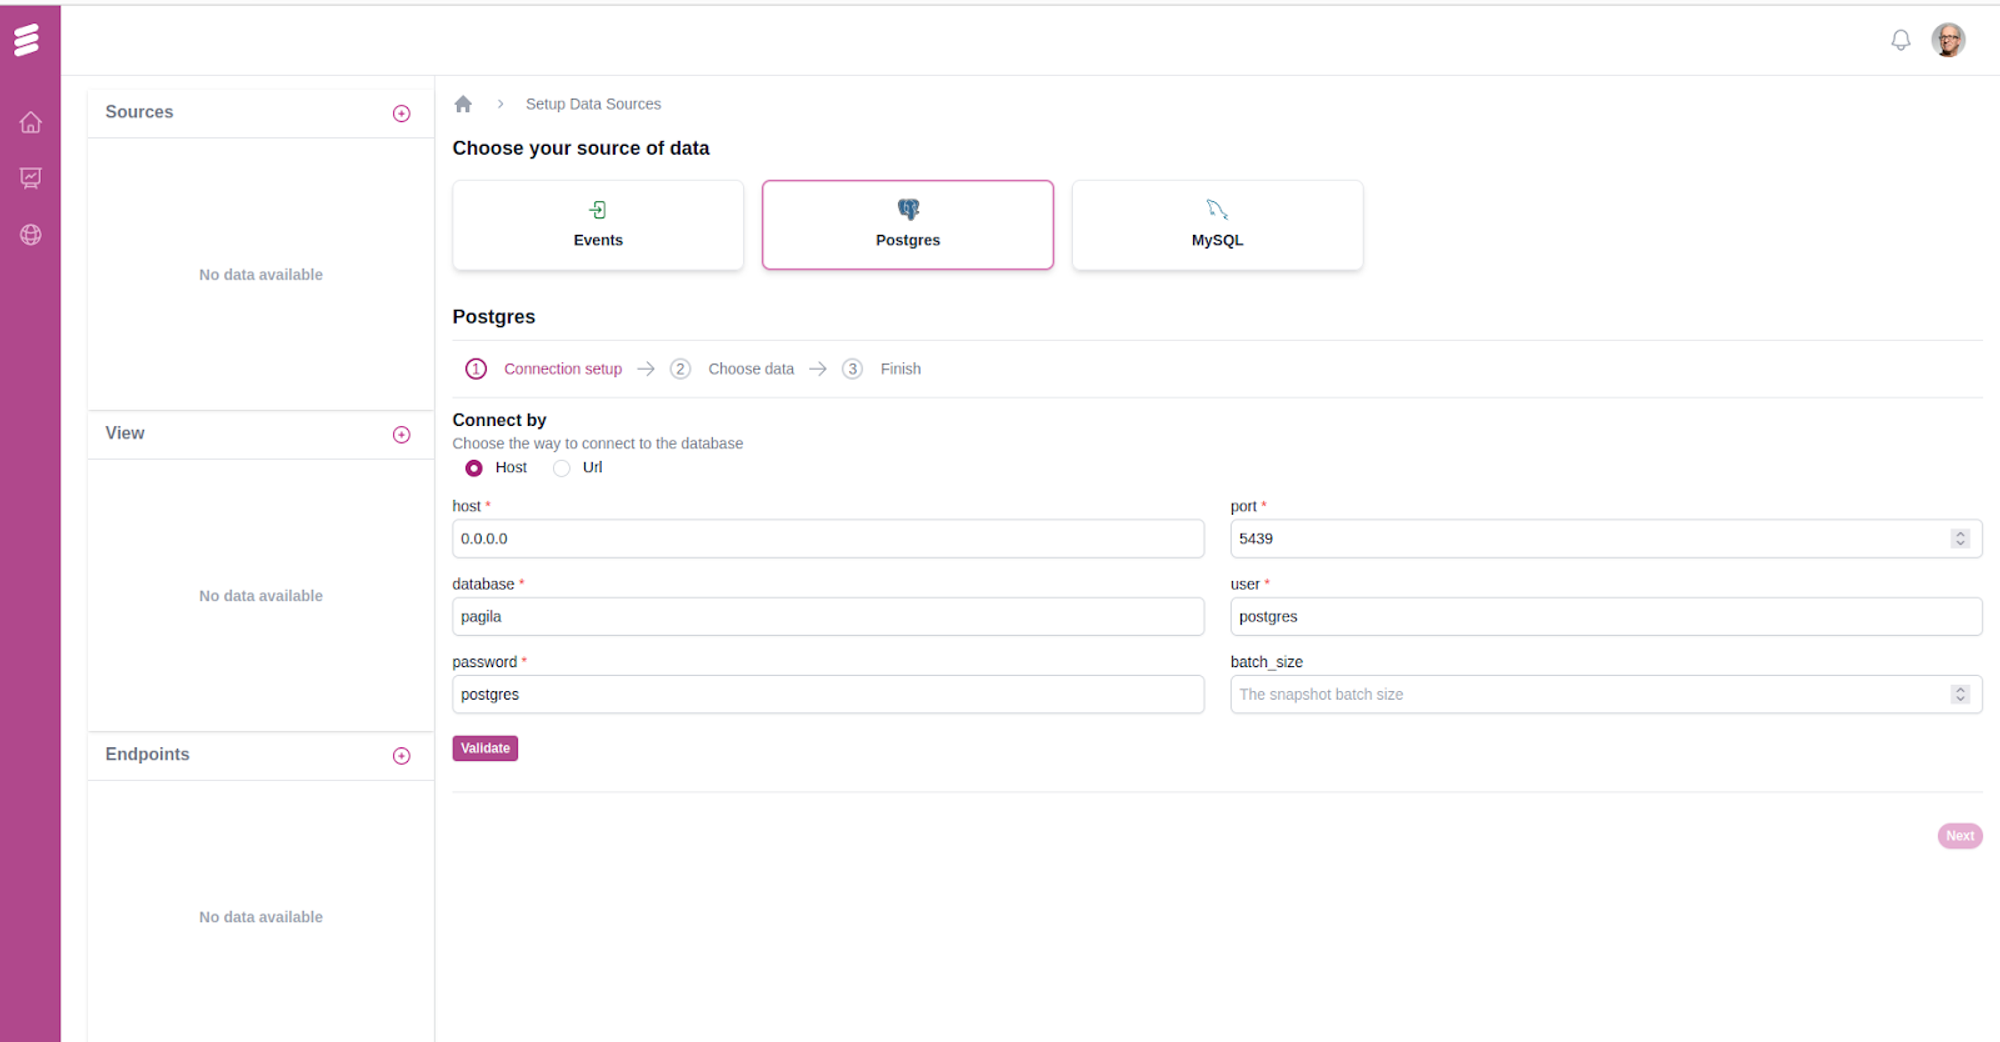 Sources
No data available
View
No data available
Endpoints
No data available
Setup Data Sources
Choose your source of data
Events
Postgres
MySQL
Postgres
1 Connection setup 2 Choose data 3 Finish
Connect by
Choose the way to connect to the database
Host Url
host * port *
0.0.0.0 5439
database * user *
pagila postgres
password * batch_size
postgres The snapshot batch size
Validate
Next